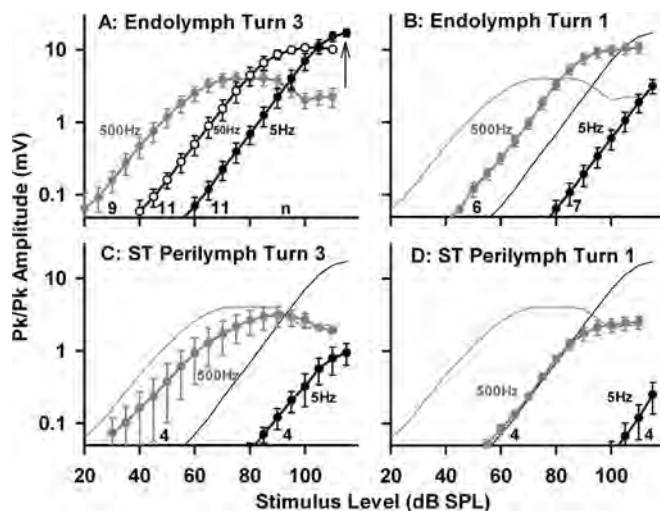 A: Endolymph Turn 3
B: Endolymph Turn 1
10
1
0.1
500Hz
50Hz
5Hz
9 11 11 n
500Hz
5Hz
6 7
C: ST Perilymph Turn 3
D: ST Perilymph Turn 1
10
1
0.1
500Hz
5Hz
4 4
500Hz
5Hz
4 4
20 40 60 80 100
20 40 60 80 100
Pk/Pk Amplitude (mV)
Stimulus Level (dB SPL)